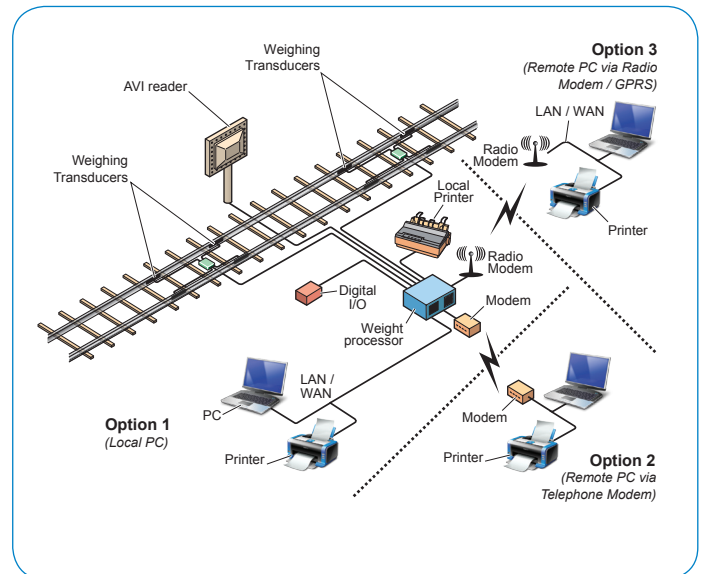 Weighing
Transducers
AVI reader
Weighing
Transducers
Option 3
(Remote PC via Radio
Modem / GPRS)
LAN / WAN
Radio
Modem
Printer
Local
Printer
Radio
Modem
Digital
I/O
Modem
Weight
processor
LAN /
WAN
PC
Option 1
(Local PC)
Printer
Modem
Printer
Option 2
(Remote PC via
Telephone Modem)